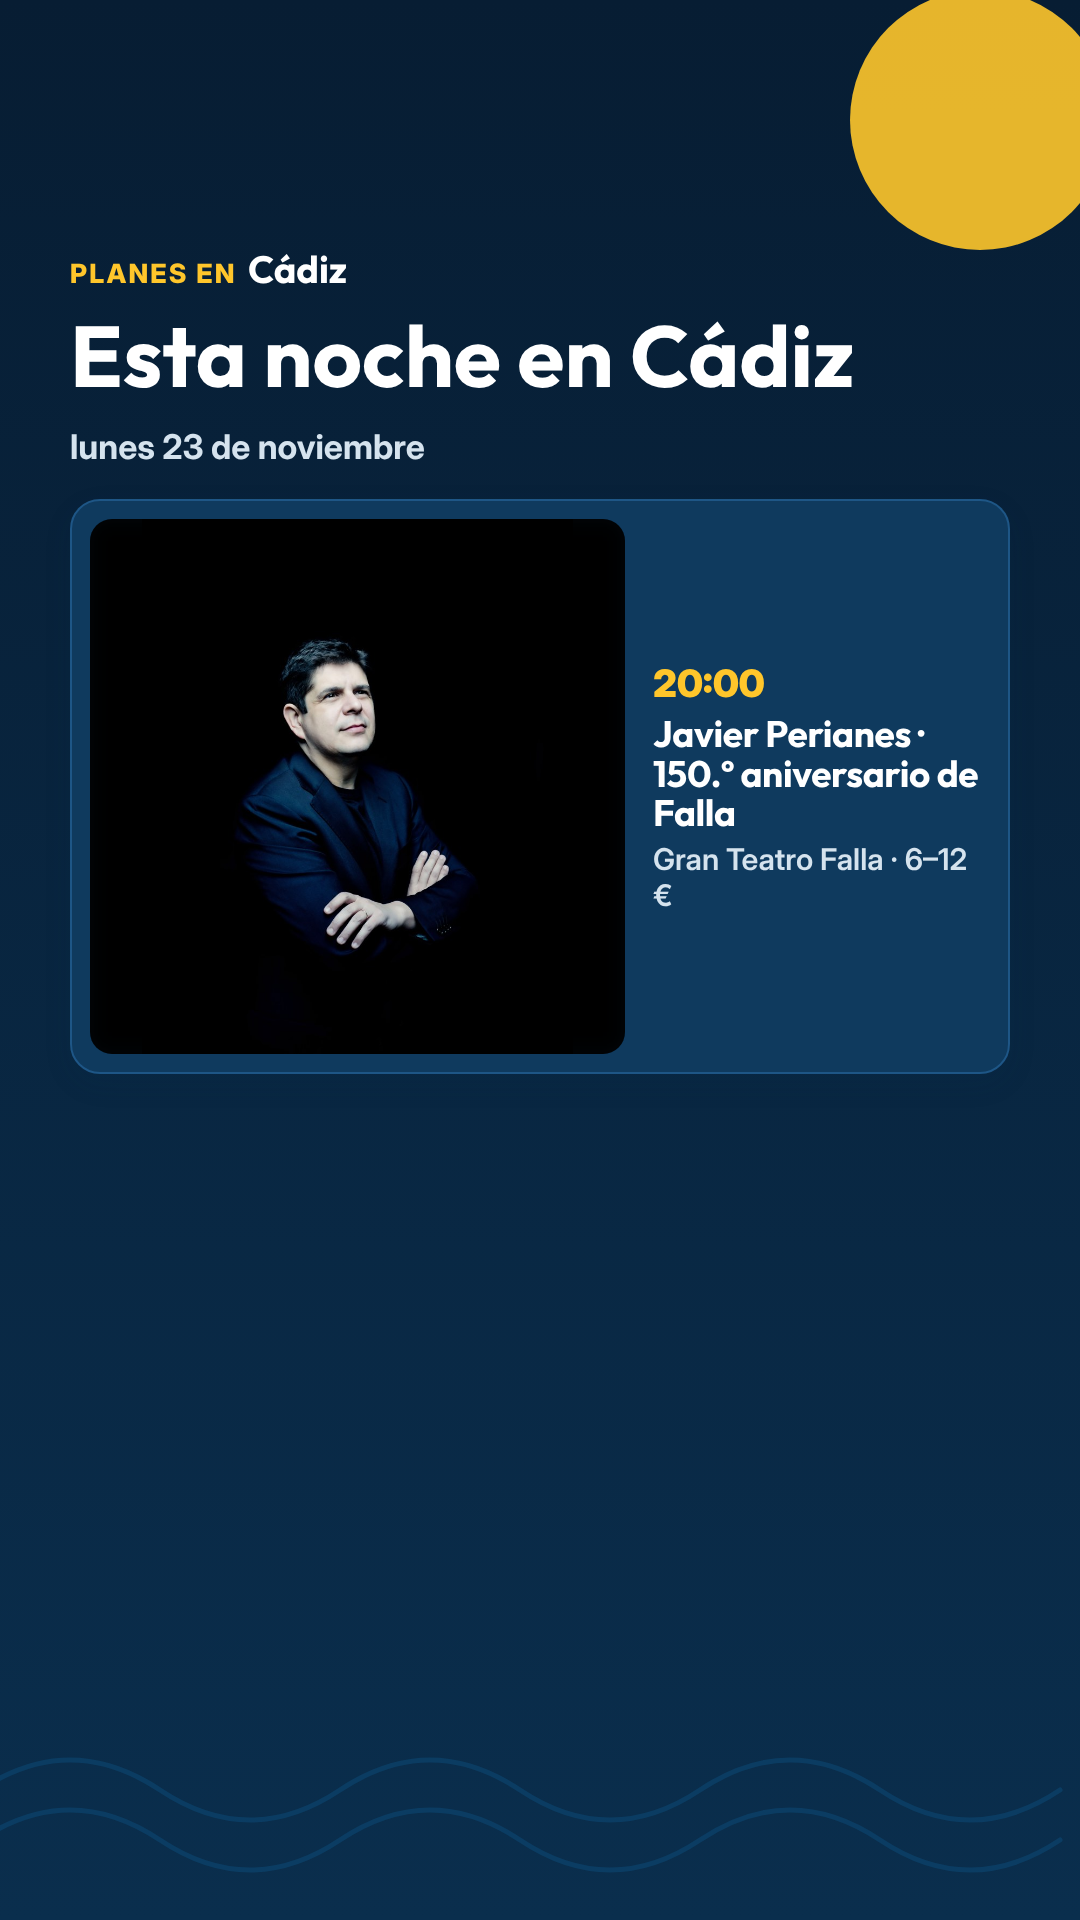 PLANES EN Cádiz
Esta noche en Cádiz
lunes 23 de noviembre
20:00
Javier Perianes ·
150.º aniversario de
Falla
Gran Teatro Falla · 6–12
€